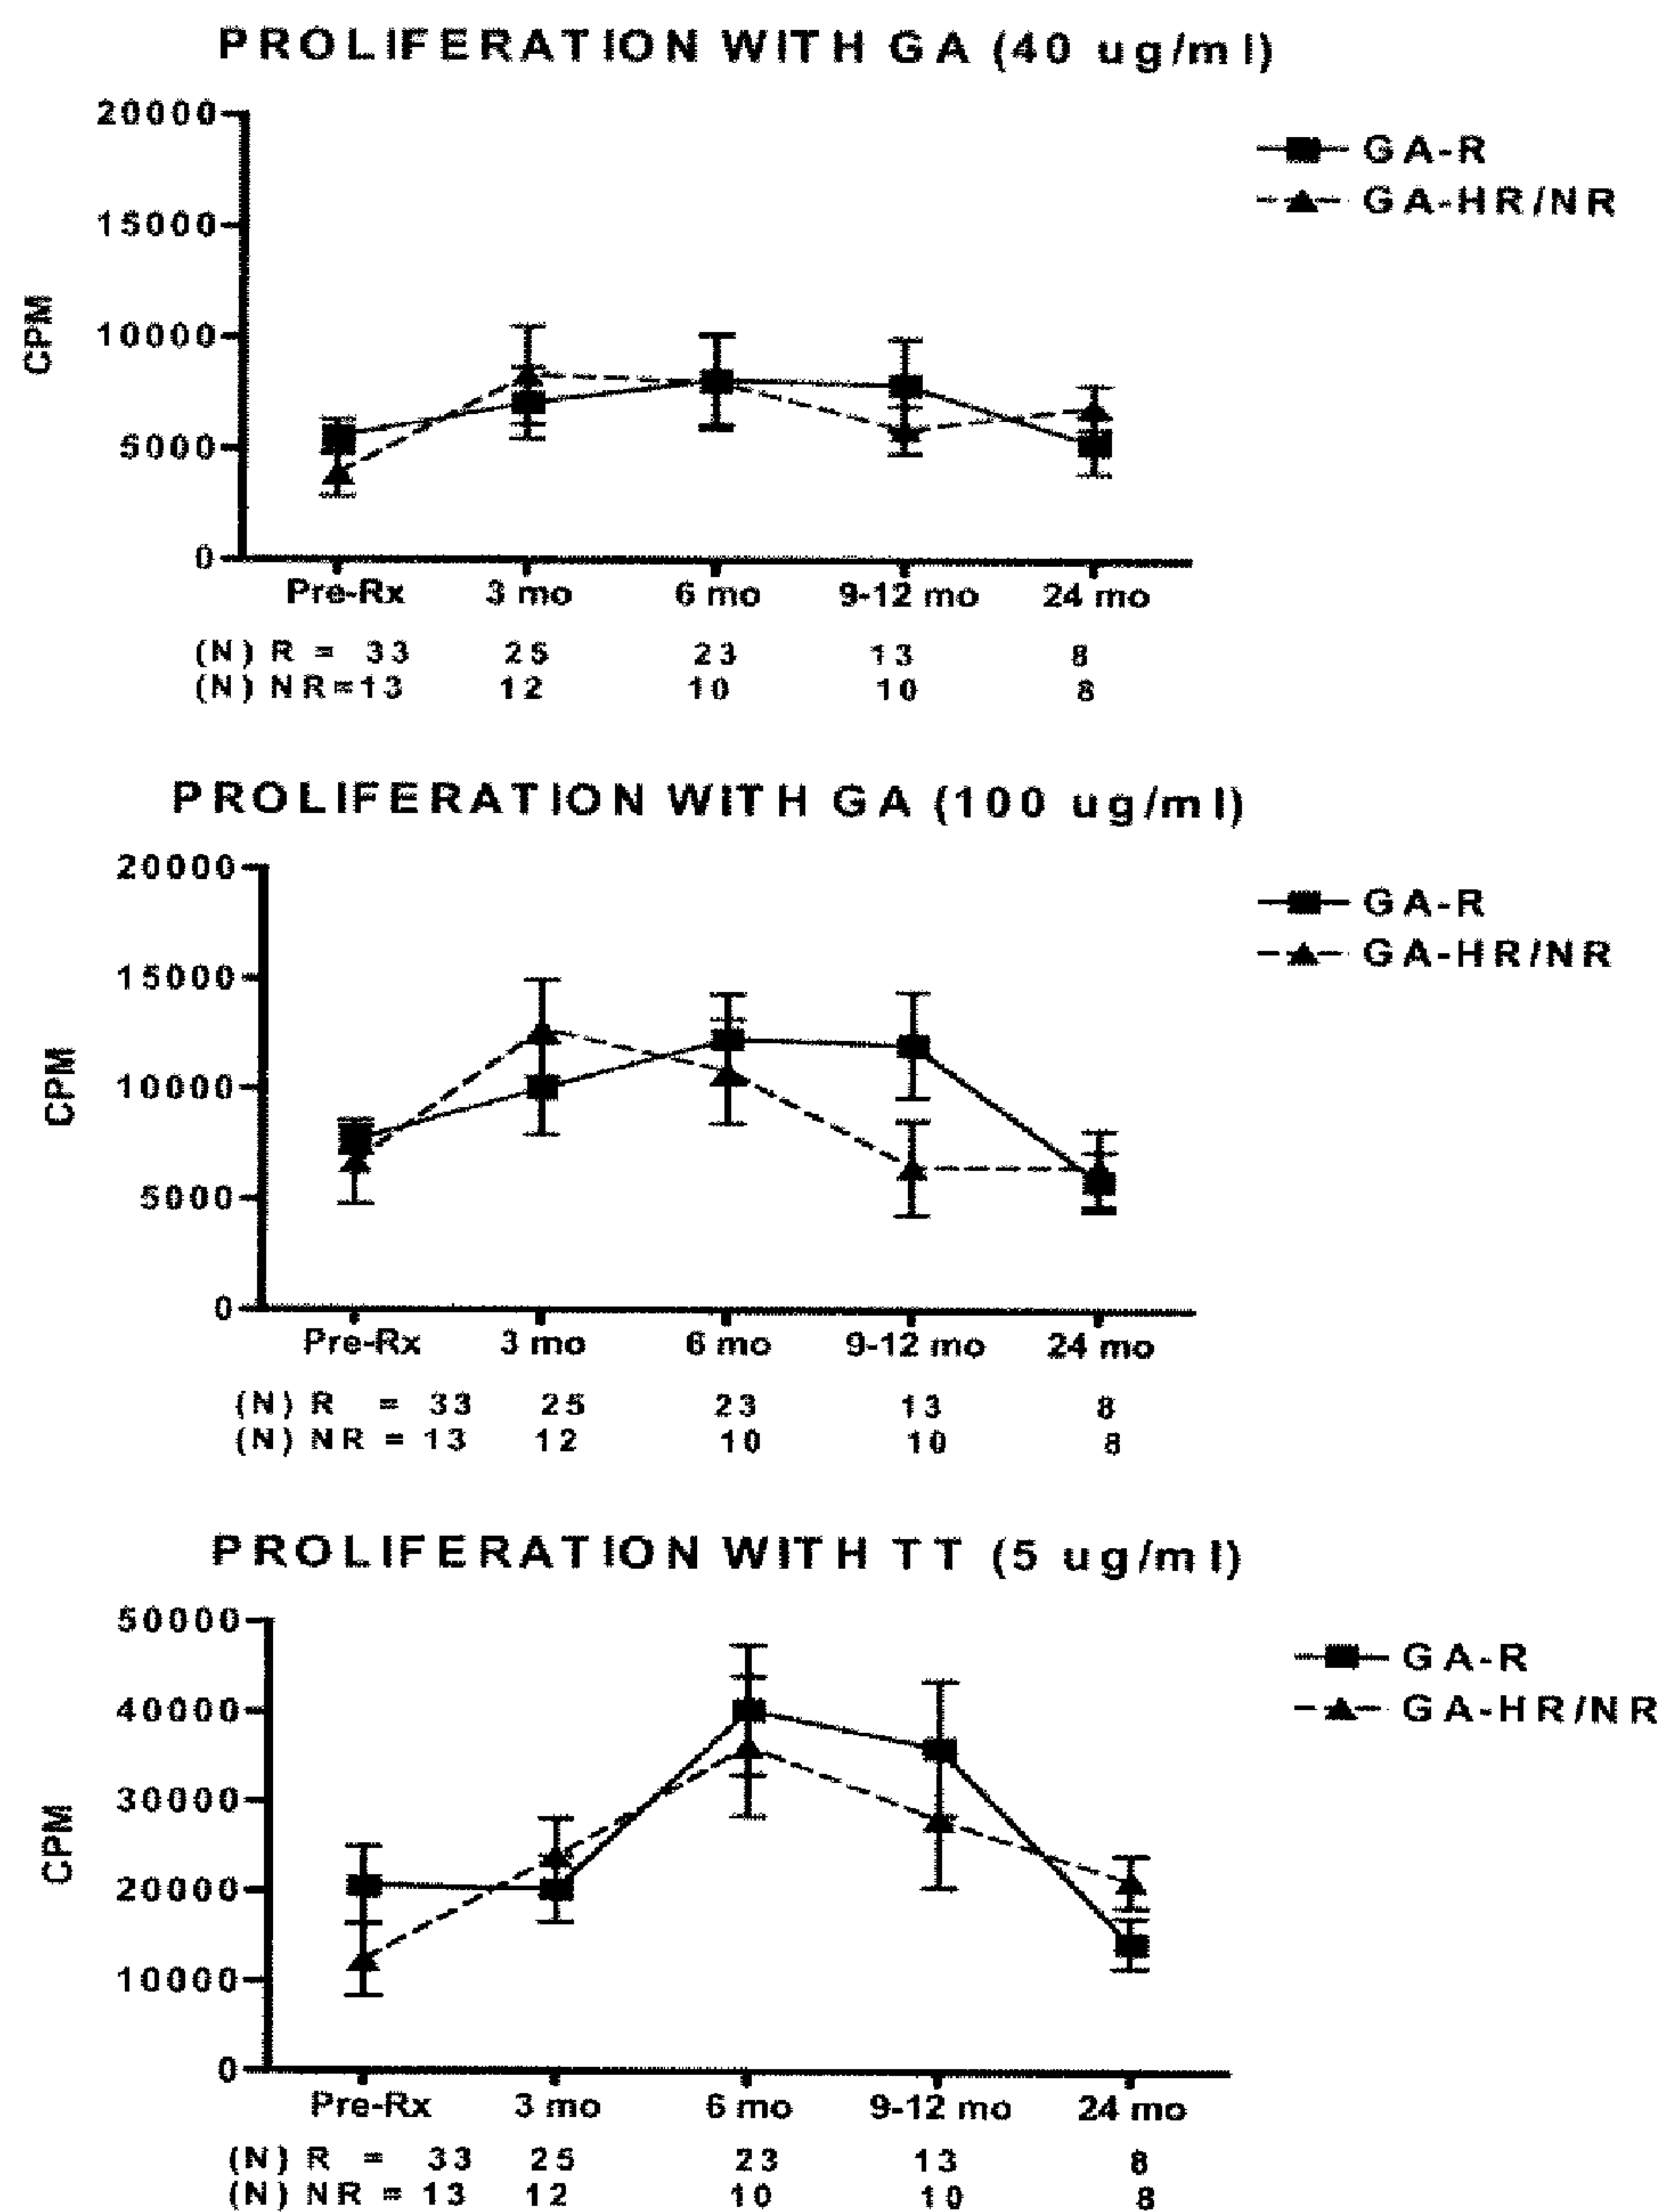 PROLIFERATION WITH GA (40 ug/ml)
20000
15000
10000
5000
0
CPM
GA-R
GA-HR/NR
Pre-Rx 3 mo 6 mo 9-12 mo 24 mo
(N) R = 33 25 23 13 8
(N) NR=13 12 10 10 8
PROLIFERATION WITH GA (100 ug/ml)
20000
15000
10000
5000
0
CPM
GA-R
GA-HR/NR
Pre-Rx 3 mo 6 mo 9-12 mo 24 mo
(N) R = 33 25 23 13 8
(N) NR = 13 12 10 10 8
PROLIFERATION WITH TT (5 ug/ml)
50000
40000
30000
20000
10000
0
CPM
GA-R
GA-HR/NR
Pre-Rx 3 mo 6 mo 9-12 mo 24 mo
(N) R = 33 25 23 13 8
(N) NR = 13 12 10 10 8